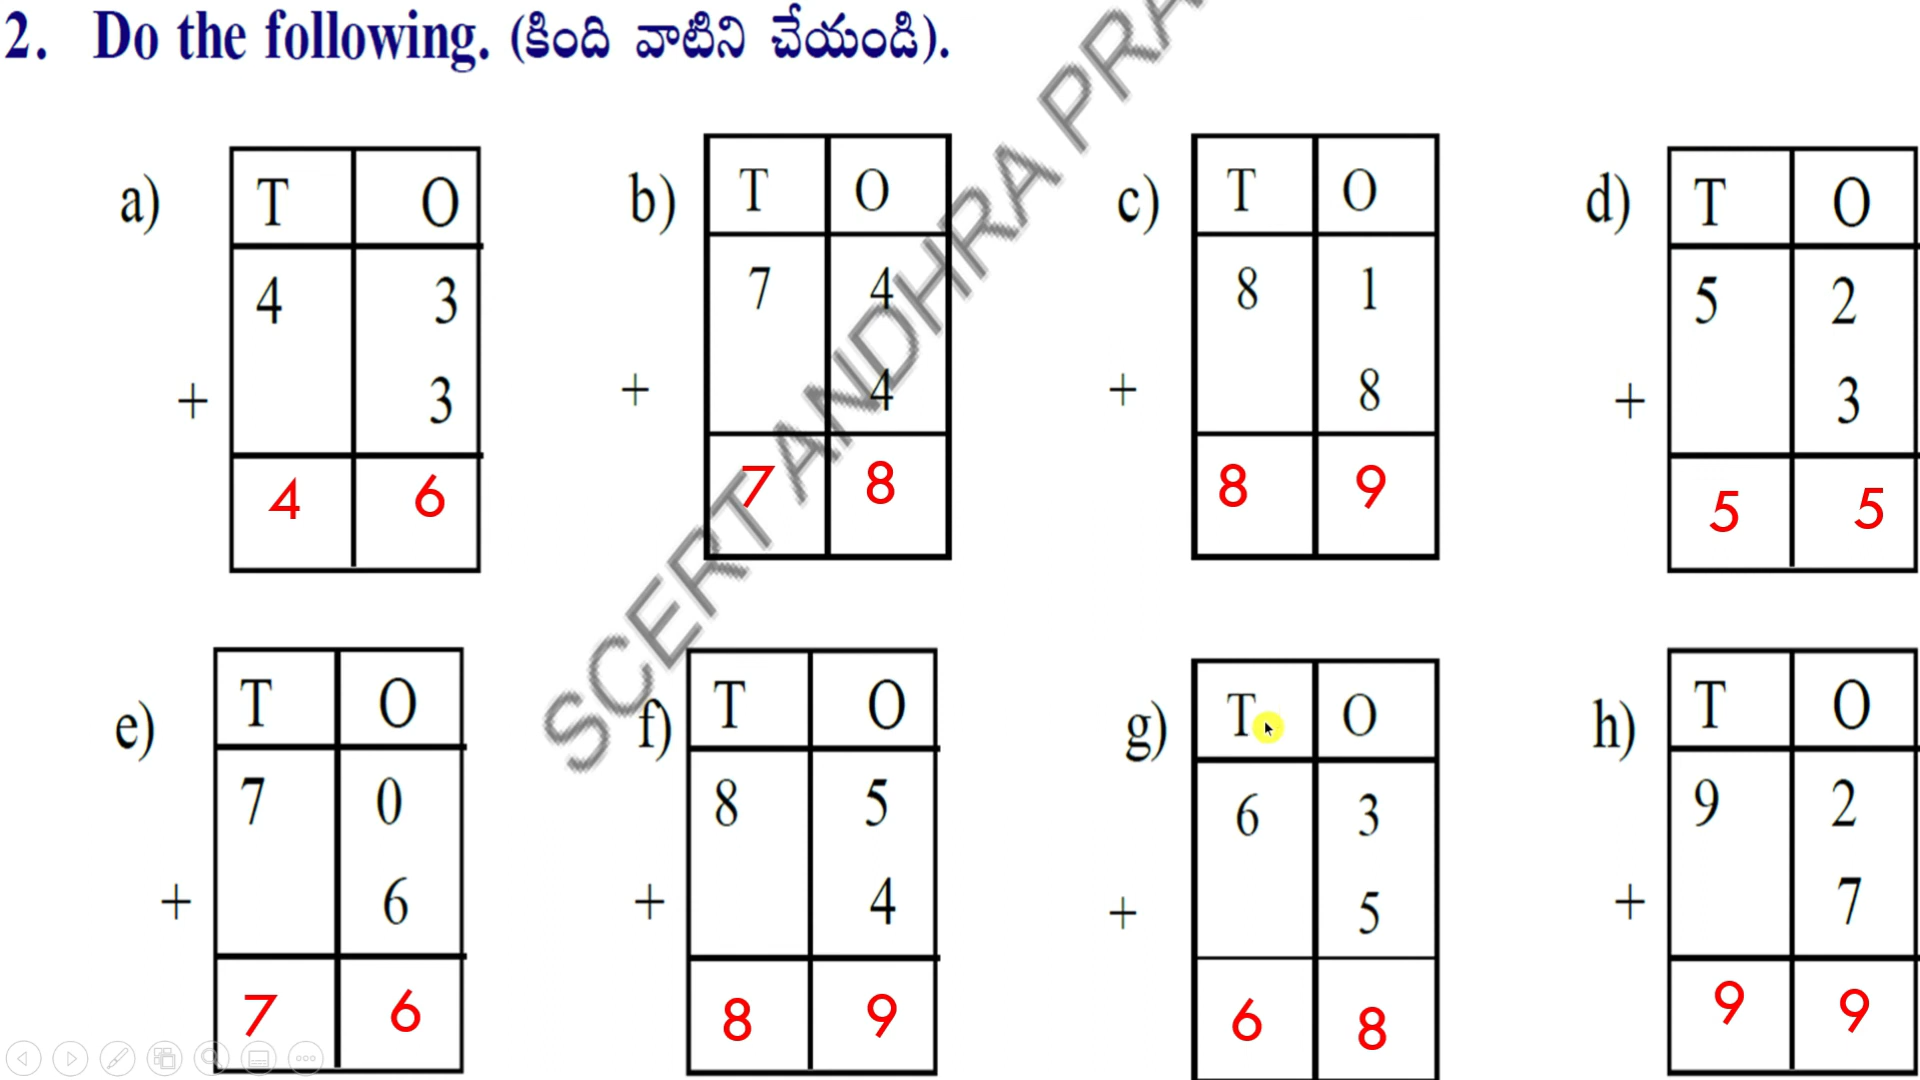 2. Do the following. (కింది వాటిని చేయండి).
a) T O b) T O c) T O d) T O
4 3 7 4 8 1 5 2
+ 3 + 4 + 8 + 3
4 6 7 8 8 9 5 5
e) T O f) T O g) T O h) T O
7 0 8 5 6 3 9 2
+ 6 + 4 + 5 + 7
7 6 8 9 6 8 9 9
SCERT ANDHRA PRA